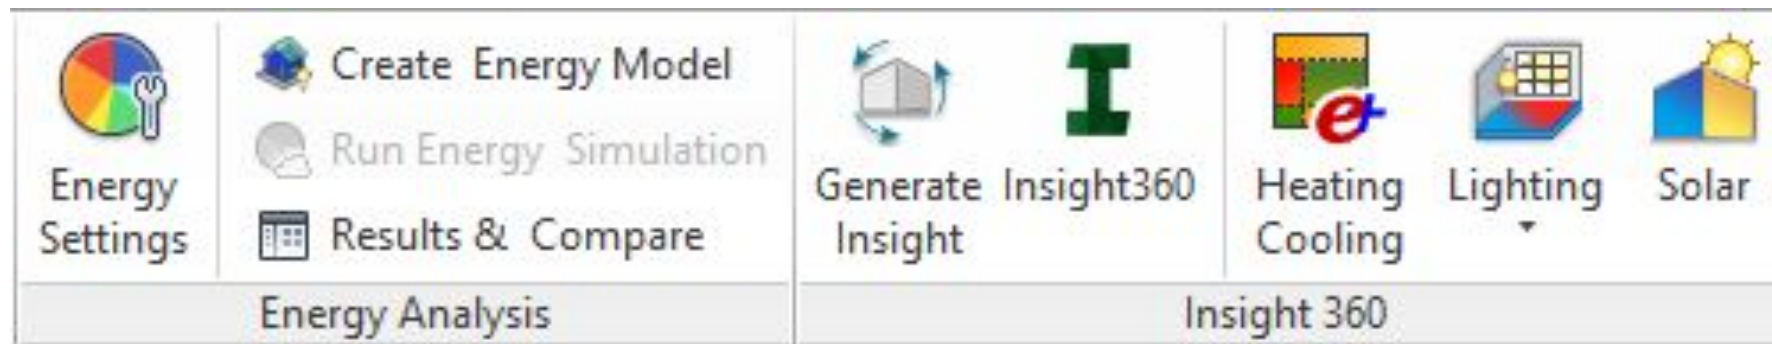 Energy
Settings
Create Energy Model
Run Energy Simulation
Results & Compare
Energy Analysis
Generate
Insight
Insight360
Heating
Cooling
e+
Lighting
Solar
Insight 360